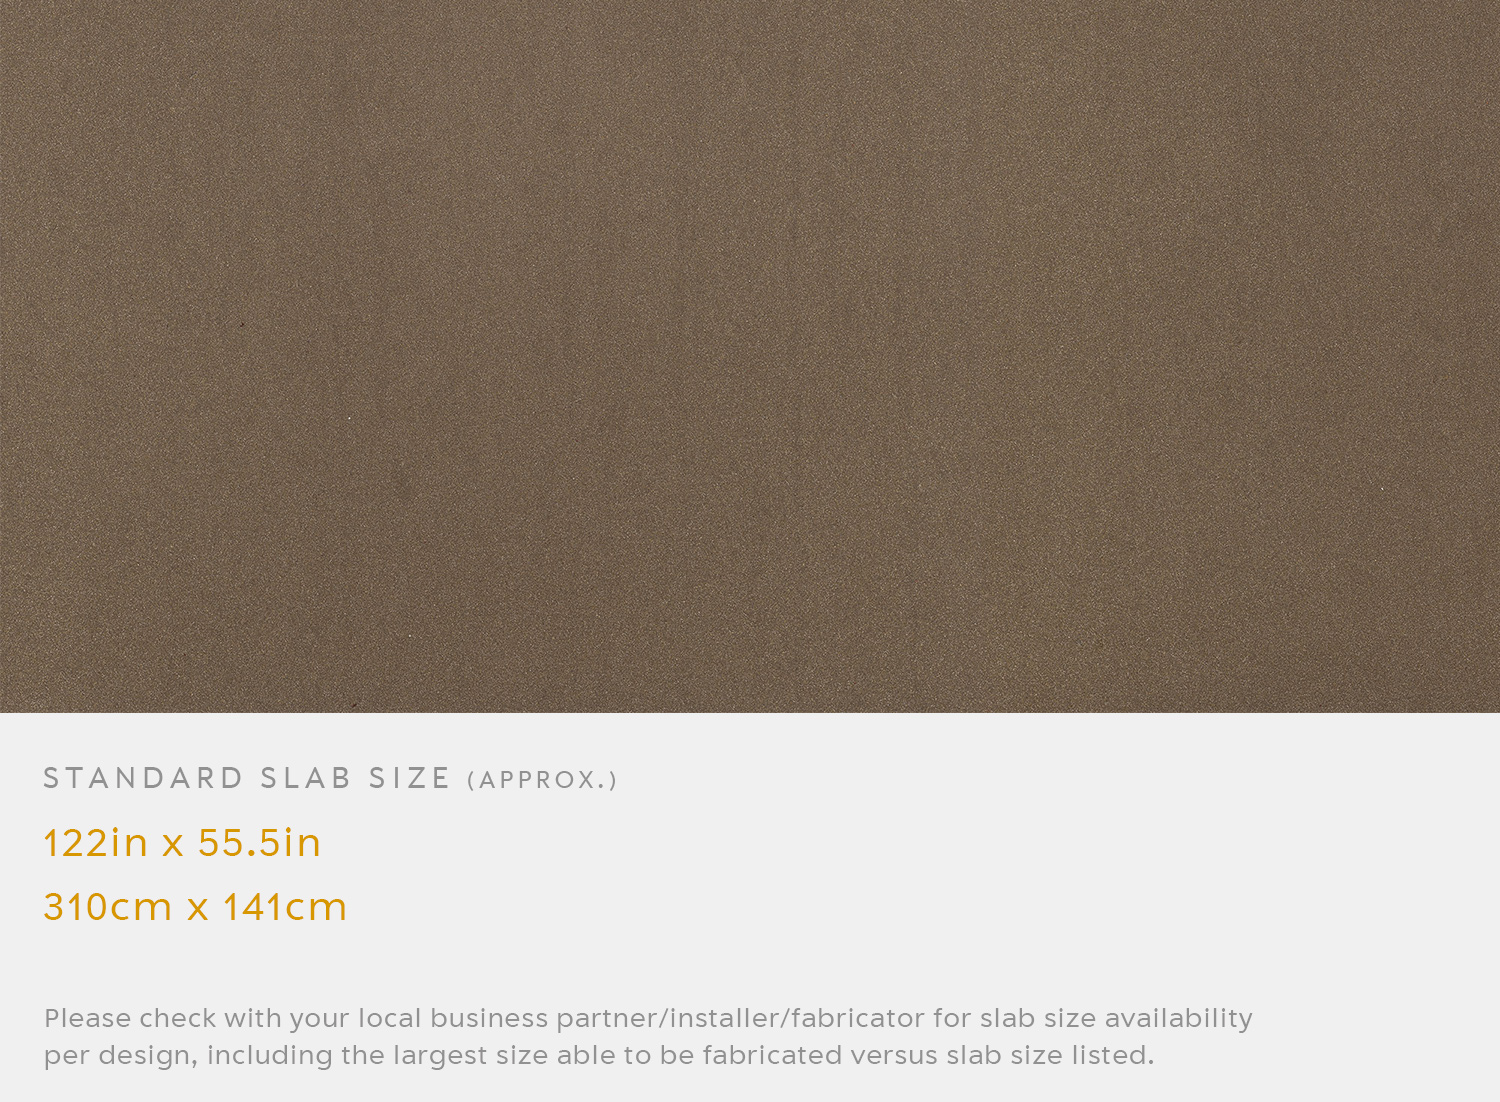 STANDARD SLAB SIZE (APPROX.)
122in x 55.5in
310cm x 141cm
Please check with your local business partner/installer/fabricator for slab size availability
per design, including the largest size able to be fabricated versus slab size listed.